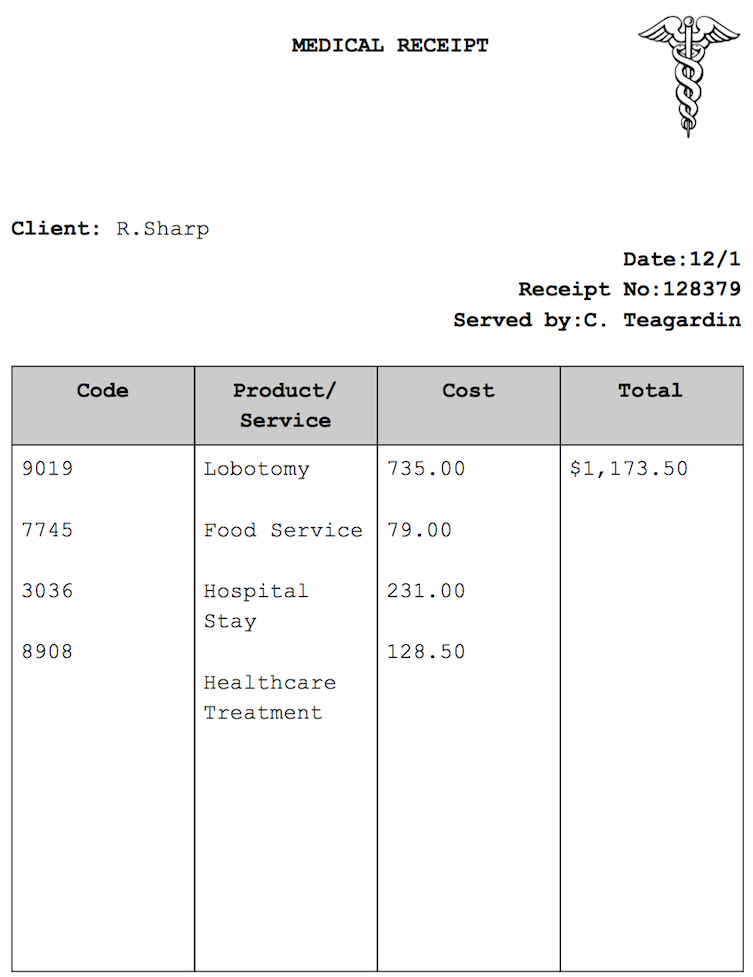 MEDICAL RECEIPT
Client: R.Sharp
Date:12/1
Receipt No:128379
Served by:C. Teagardin
Code Product/ Cost Total
Service
9019 Lobotomy 735.00 $1,173.50
7745 Food Service 79.00
3036 Hospital 231.00
Stay
8908 128.50
Healthcare
Treatment